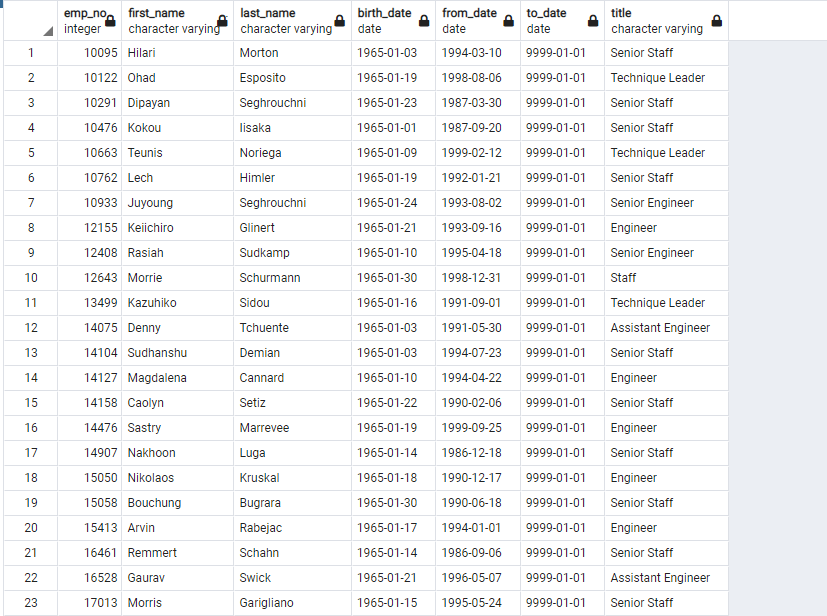 emp_no first_name last_name birth_date from_date to_date title
integer character varying character varying date date date character varying
1 10095 Hilari Morton 1965-01-03 1994-03-10 9999-01-01 Senior Staff
2 10122 Ohad Esposito 1965-01-19 1998-08-06 9999-01-01 Technique Leader
3 10291 Dipayan Seghrouchni 1965-01-23 1987-03-30 9999-01-01 Senior Staff
4 10476 Kokou Iisaka 1965-01-01 1987-09-20 9999-01-01 Senior Staff
5 10663 Teunis Noriega 1965-01-09 1999-02-12 9999-01-01 Technique Leader
6 10762 Lech Himler 1965-01-19 1992-01-21 9999-01-01 Senior Staff
7 10933 Juyoung Seghrouchni 1965-01-24 1993-08-02 9999-01-01 Senior Engineer
8 12155 Keiichiro Glinert 1965-01-21 1993-09-16 9999-01-01 Engineer
9 12408 Rasiah Sudkamp 1965-01-10 1995-04-18 9999-01-01 Senior Engineer
10 12643 Morrie Schurmann 1965-01-30 1998-12-31 9999-01-01 Staff
11 13499 Kazuhiko Sidou 1965-01-16 1991-09-01 9999-01-01 Technique Leader
12 14075 Denny Tchuente 1965-01-03 1991-05-30 9999-01-01 Assistant Engineer
13 14104 Sudhanshu Demian 1965-01-03 1994-07-23 9999-01-01 Senior Staff
14 14127 Magdalena Cannard 1965-01-10 1994-04-22 9999-01-01 Engineer
15 14158 Caolyn Setiz 1965-01-22 1990-02-06 9999-01-01 Senior Staff
16 14476 Sastry Marrevee 1965-01-19 1999-09-25 9999-01-01 Engineer
17 14907 Nakhoon Luga 1965-01-14 1986-12-18 9999-01-01 Senior Staff
18 15050 Nikolaos Kruskal 1965-01-18 1990-12-17 9999-01-01 Engineer
19 15058 Bouchung Bugrara 1965-01-30 1990-06-18 9999-01-01 Senior Staff
20 15413 Arvin Rabejac 1965-01-17 1994-01-01 9999-01-01 Engineer
21 16461 Remmert Schahn 1965-01-14 1986-09-06 9999-01-01 Senior Staff
22 16528 Gaurav Swick 1965-01-21 1996-05-07 9999-01-01 Assistant Engineer
23 17013 Morris Garigliano 1965-01-15 1995-05-24 9999-01-01 Senior Staff